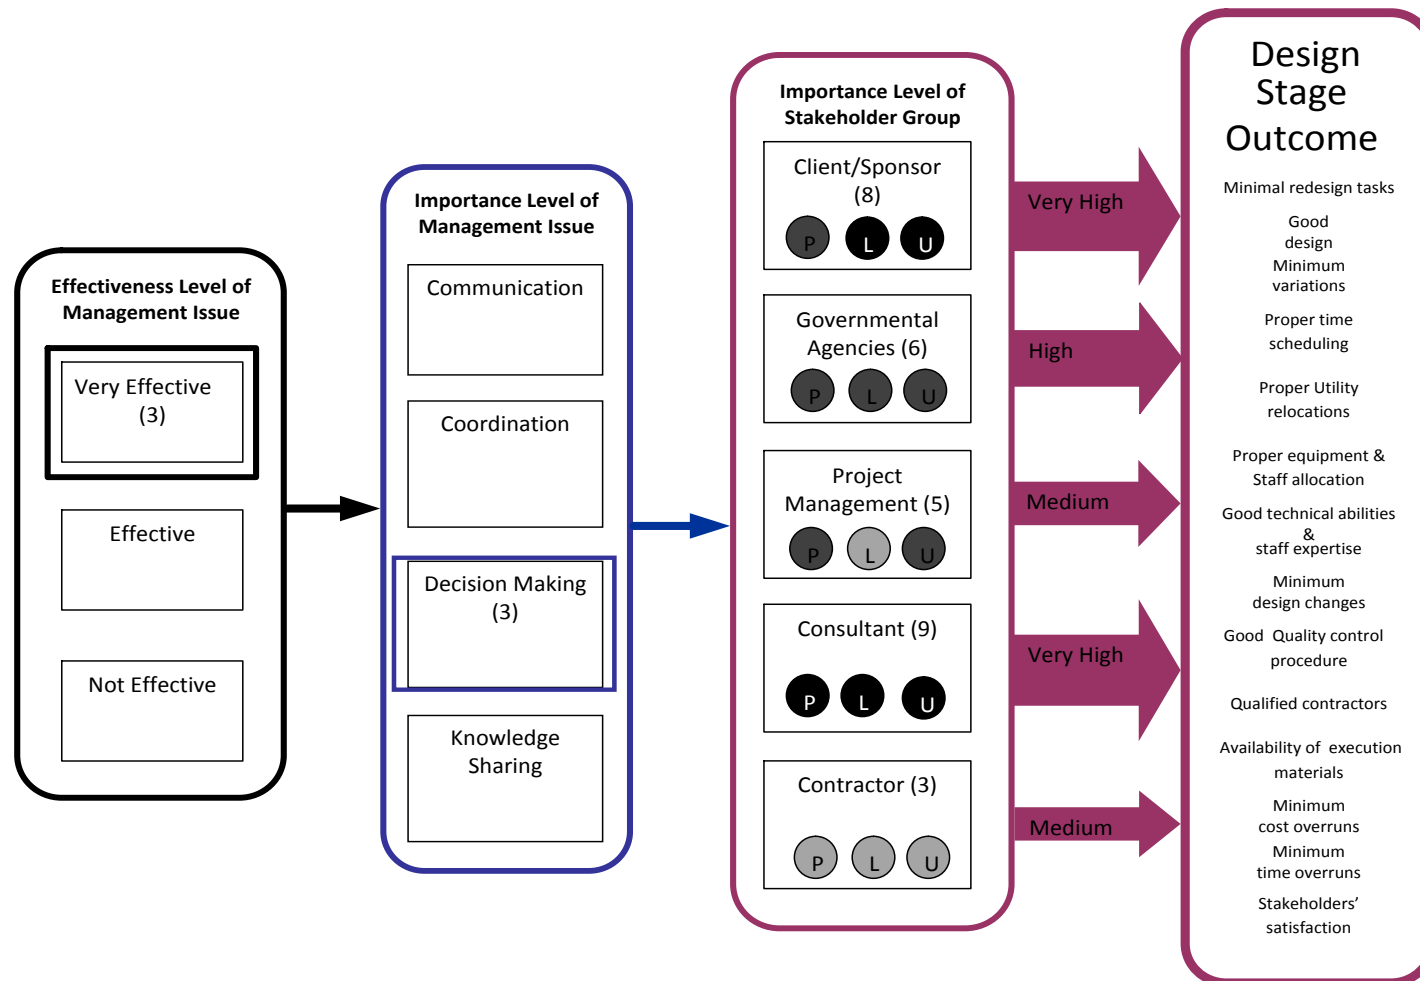 Effectiveness Level of
Management Issue
Very Effective
(3)
Effective
Not Effective
Importance Level of
Management Issue
Communication
Coordination
Decision Making
(3)
Knowledge
Sharing
Importance Level of
Stakeholder Group
Client/Sponsor
(8)
P L U
Governmental
Agencies (6)
P L U
Project
Management (5)
P L U
Consultant (9)
P L U
Contractor (3)
P L U
Very High
High
Medium
Very High
Medium
Design
Stage
Outcome
Minimal redesign tasks
Good
design
Minimum
variations
Proper time
scheduling
Proper Utility
relocations
Proper equipment &
Staff allocation
Good technical abilities
&
staff expertise
Minimum
design changes
Good Quality control
procedure
Qualified contractors
Availability of execution
materials
Minimum
cost overruns
Minimum
time overruns
Stakeholders’
satisfaction